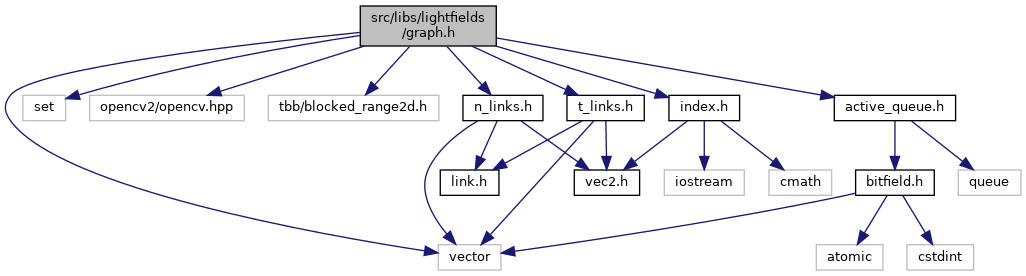 src/libs/lightfields
/graph.h
set
opencv2/opencv.hpp
tbb/blocked_range2d.h
n_links.h
t_links.h
index.h
active_queue.h
link.h
vec2.h
iostream
cmath
bitfield.h
queue
vector
atomic
cstdint